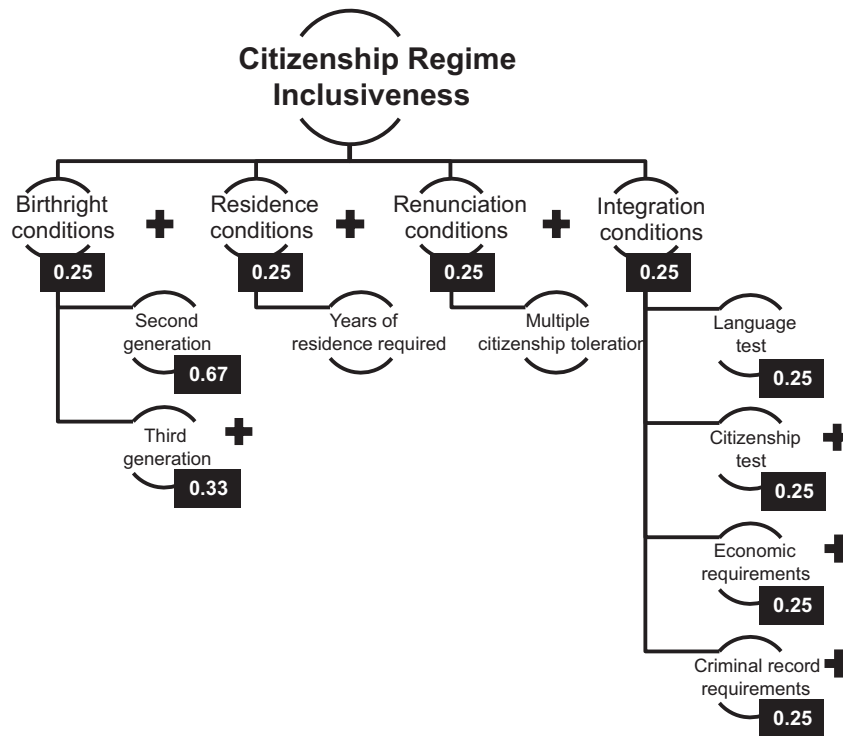 Citizenship Regime
Inclusiveness
Birthright
conditions
+
Residence
conditions
+
Renunciation
conditions
+
Integration
conditions
0.25
0.25
0.25
0.25
Second
generation
0.67
Years of
residence required
Multiple
citizenship toleration
Language
test
0.25
Third
generation
+
0.33
Citizenship
test
+
0.25
Economic
requirements
+
0.25
Criminal record
requirements
+
0.25